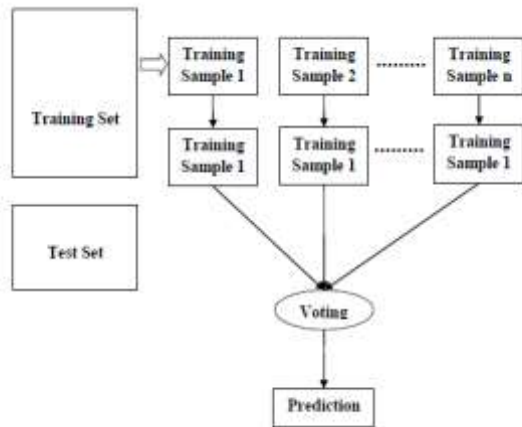 Training Set
Training
Sample 1
Training
Sample 2
Training
Sample n
Training
Sample 1
Training
Sample 1
Training
Sample 1
Test Set
Voting
Prediction